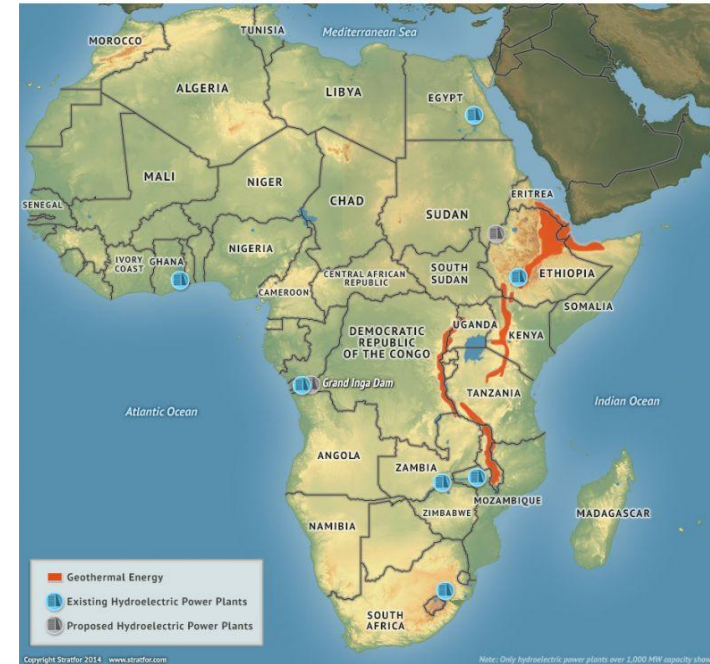 TUNISIA
Mediterranean Sea
MOROCCO
ALGERIA
LIBYA
EGYPT
MALI
NIGER
CHAD
SUDAN
ERITREA
SENEGAL
IVORY
COAST
GHANA
NIGERIA
CENTRAL AFRICAN
REPUBLIC
SOUTH
SUDAN
ETHIOPIA
CAMEROON
SOMALIA
UGANDA
KENYA
DEMOCRATIC
REPUBLIC
OF THE CONGO
Grand Inga Dam
TANZANIA
Atlantic Ocean
Indian Ocean
ANGOLA
ZAMBIA
MOZAMBIQUE
ZIMBABWE
MADAGASCAR
NAMIBIA
SOUTH
AFRICA
Geothermal Energy
Existing Hydroelectric Power Plants
Proposed Hydroelectric Power Plants
Copyright Stratfor 2014 www.stratfor.com
Note: Only hydroelectric power plants over 1,000 MW capacity